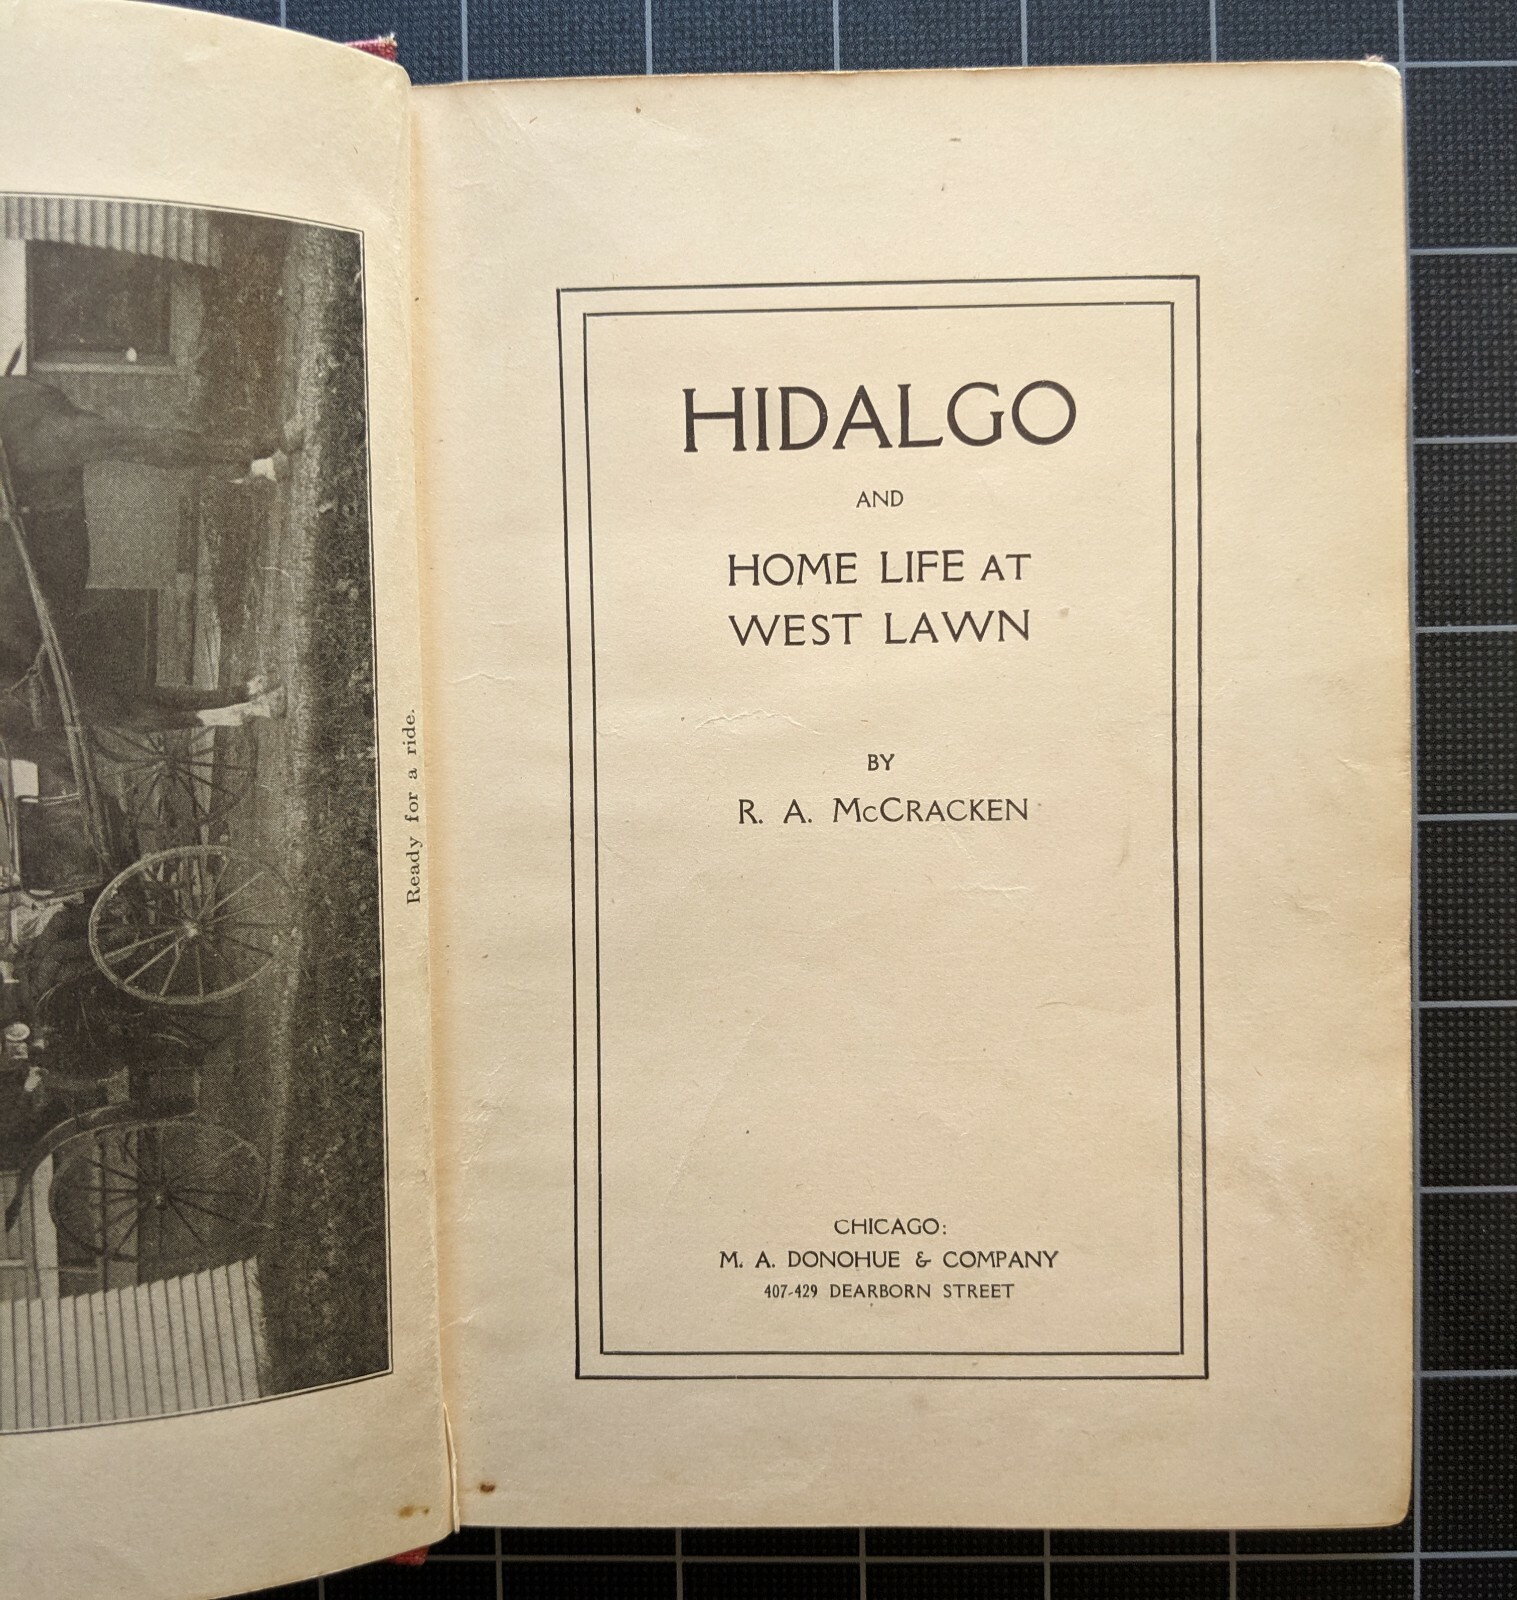 Ready for a ride.
HIDALGO
AND
HOME LIFE AT
WEST LAWN
BY
R. A. McCRACKEN
CHICAGO:
M. A. DONOHUE & COMPANY
407-429 DEARBORN STREET